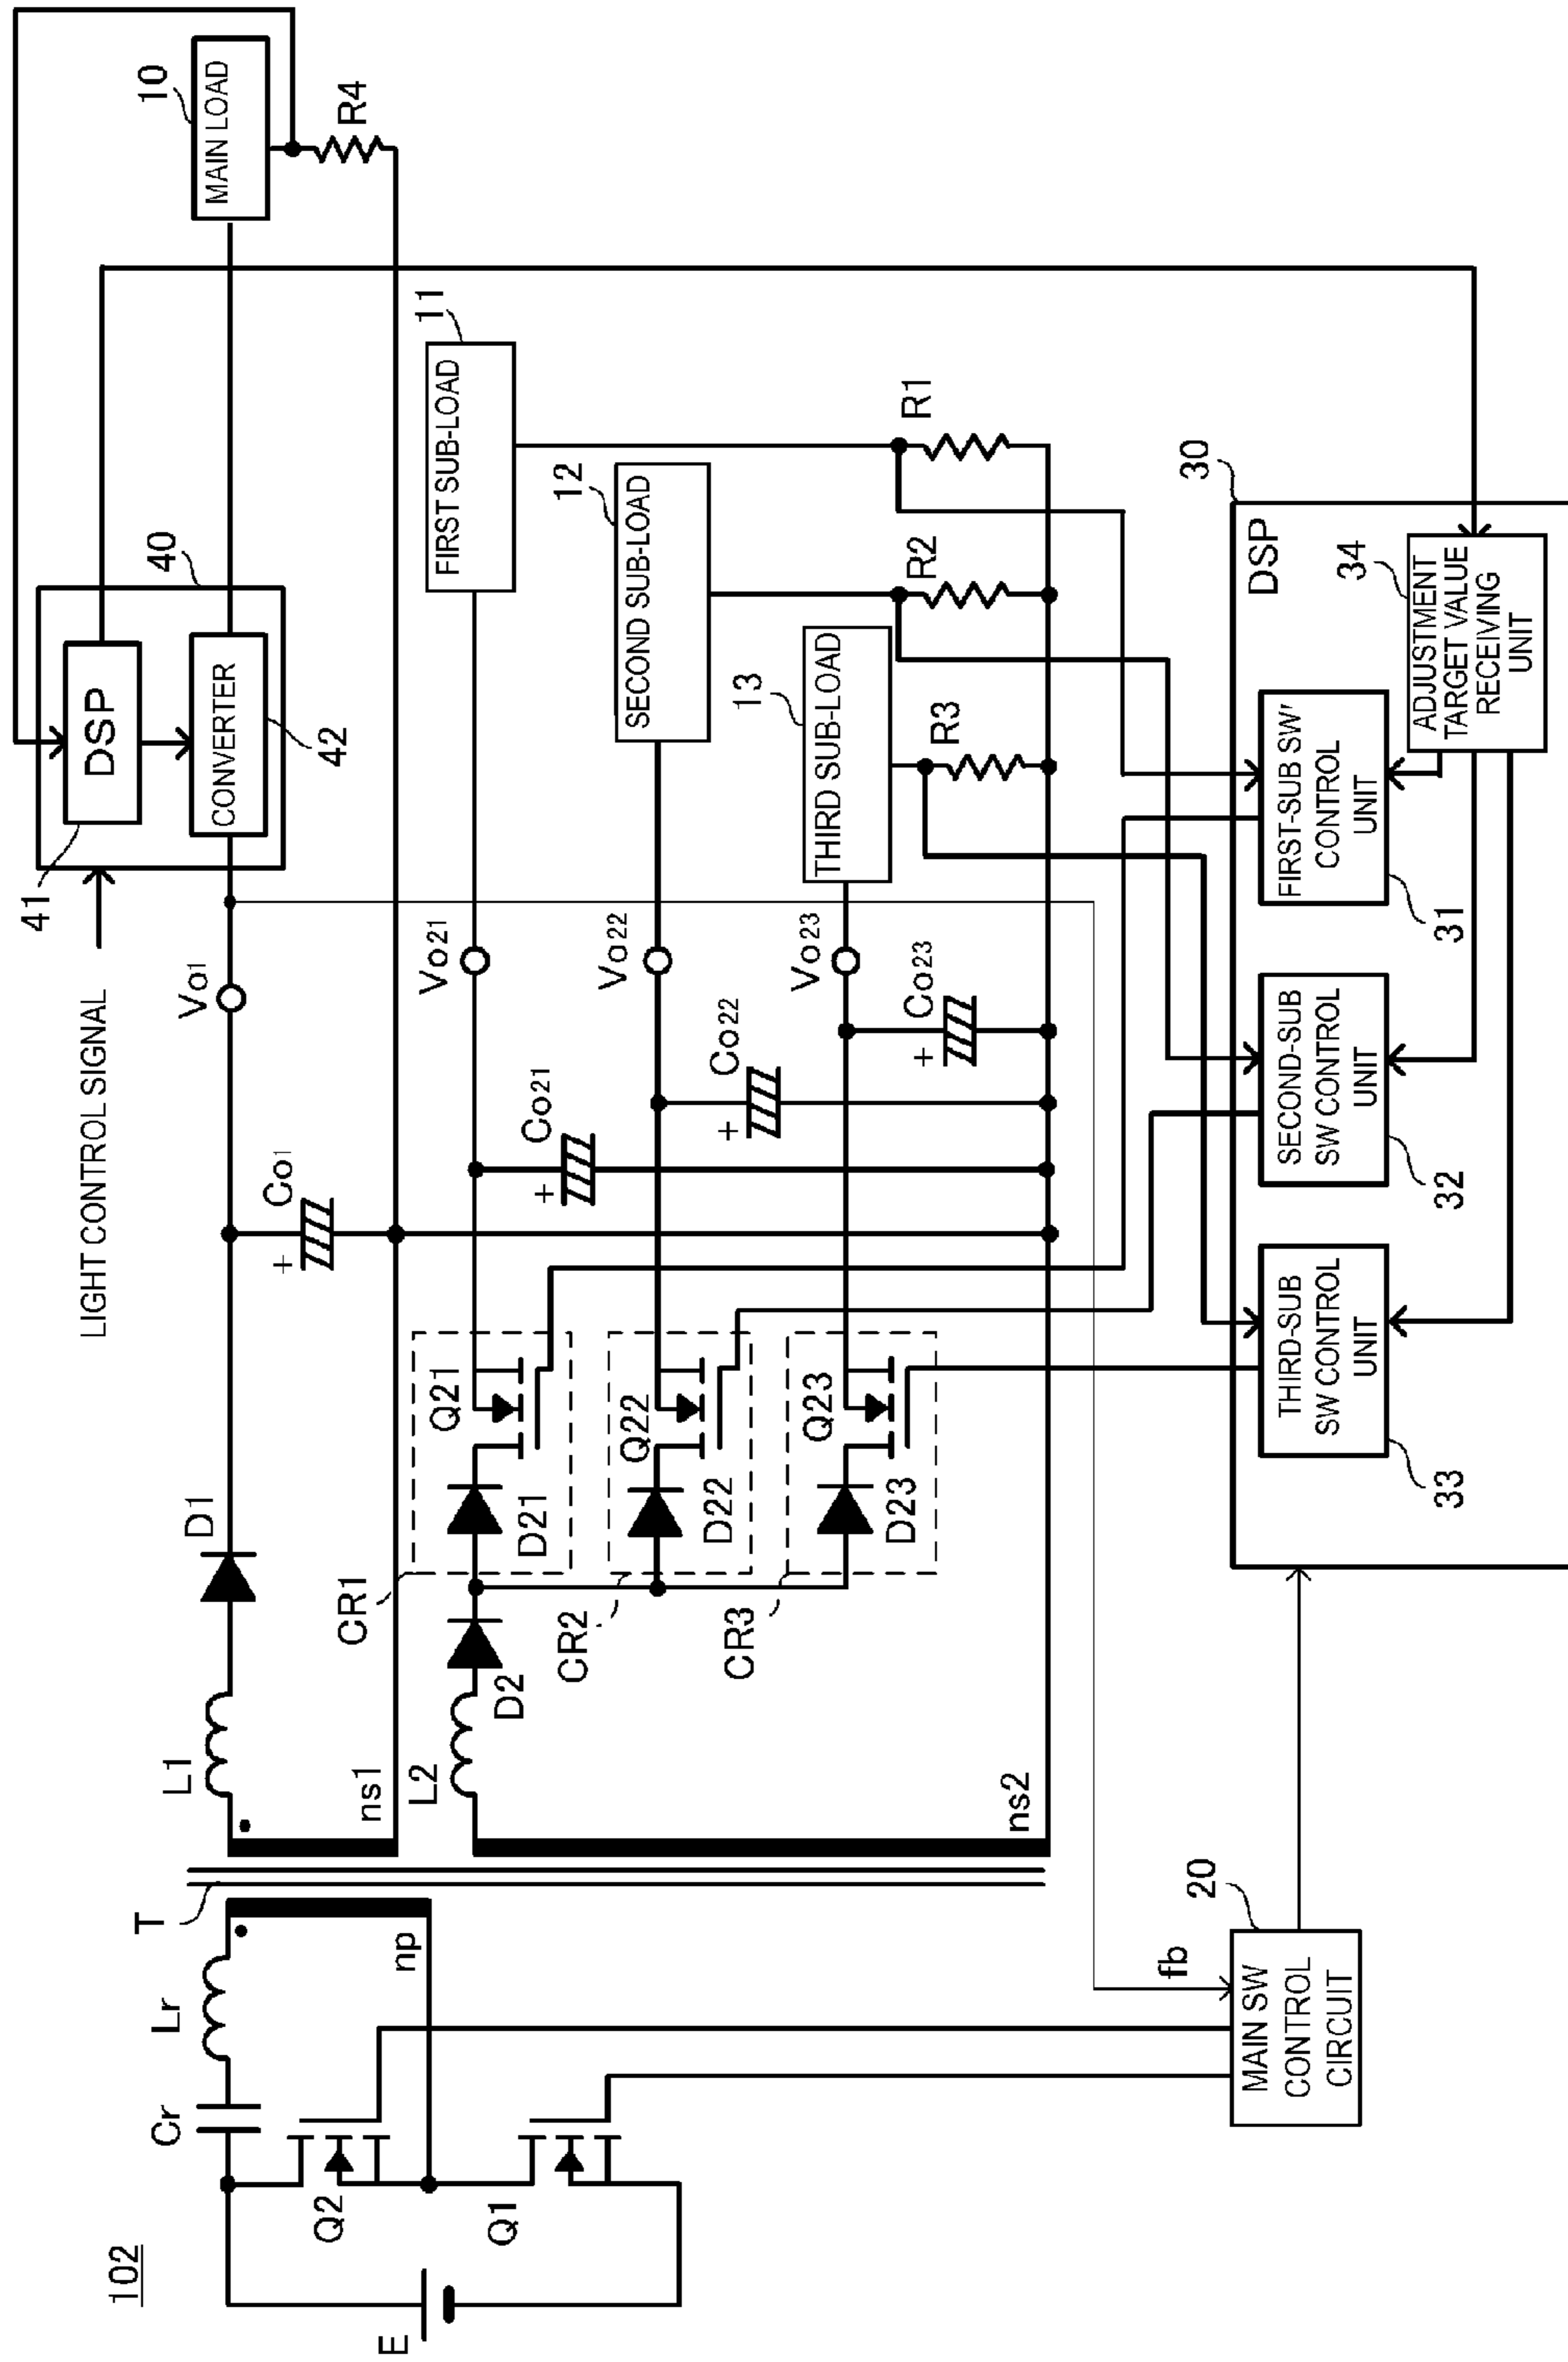 102
E
Q2
Q1
Cr
Lr
np
T
L1
ns1
D1
Co1
+
Vo1
LIGHT CONTROL SIGNAL
41
DSP
CONVERTER
42
40
MAIN LOAD
10
R4
L2
ns2
D2
CR1
CR2
CR3
D21
Q21
D22
Q22
D23
Q23
Co21
+
Co22
+
Co23
+
Vo21
Vo22
Vo23
FIRST SUB-LOAD
11
SECOND SUB-LOAD
12
THIRD SUB-LOAD
13
R1
R2
R3
fb
20
MAIN SW
CONTROL
CIRCUIT
30
DSP
THIRD-SUB
SW CONTROL
UNIT
33
SECOND-SUB
SW CONTROL
UNIT
32
FIRST-SUB SW'
CONTROL
UNIT
31
34
ADJUSTMENT
TARGET VALUE
RECEIVING
UNIT